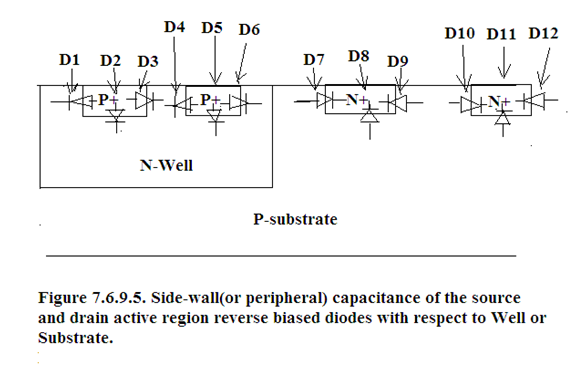 D4 D5 D6 D10 D11 D12
D1 D2 D3 D7 D8 D9
P+ P+ N+ N+
N-Well
P-substrate
Figure 7.6.9.5. Side-wall(or peripheral) capacitance of the source
and drain active region reverse biased diodes with respect to Well or
Substrate.